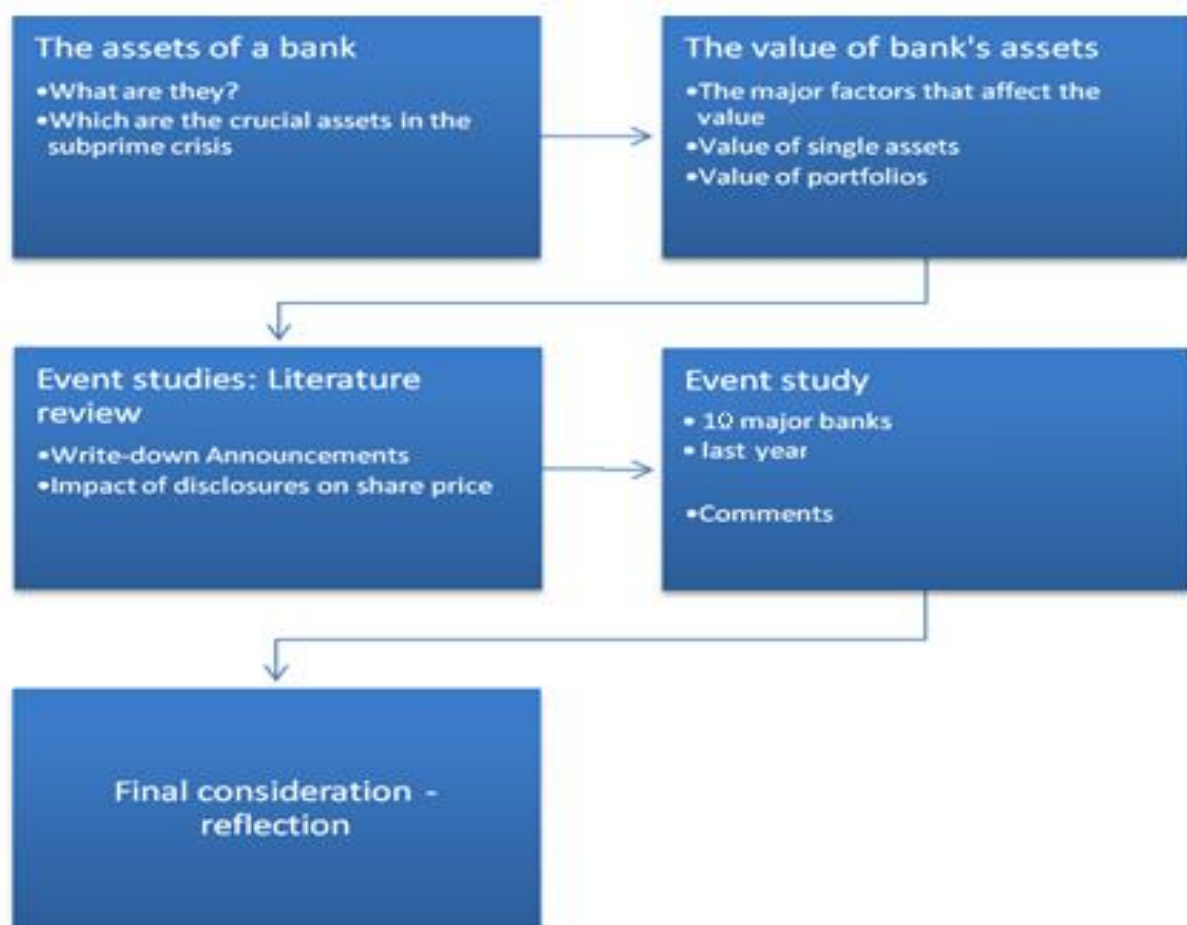 The assets of a bank
•What are they?
•Which are the crucial assets in the
subprime crisis
The value of bank's assets
•The major factors that affect the
value
•Value of single assets
•Value of portfolios
Event studies: Literature
review
•Write-down Announcements
•Impact of disclosures on share price
Event study
• 10 major banks
• last year
•Comments
Final consideration -
reflection